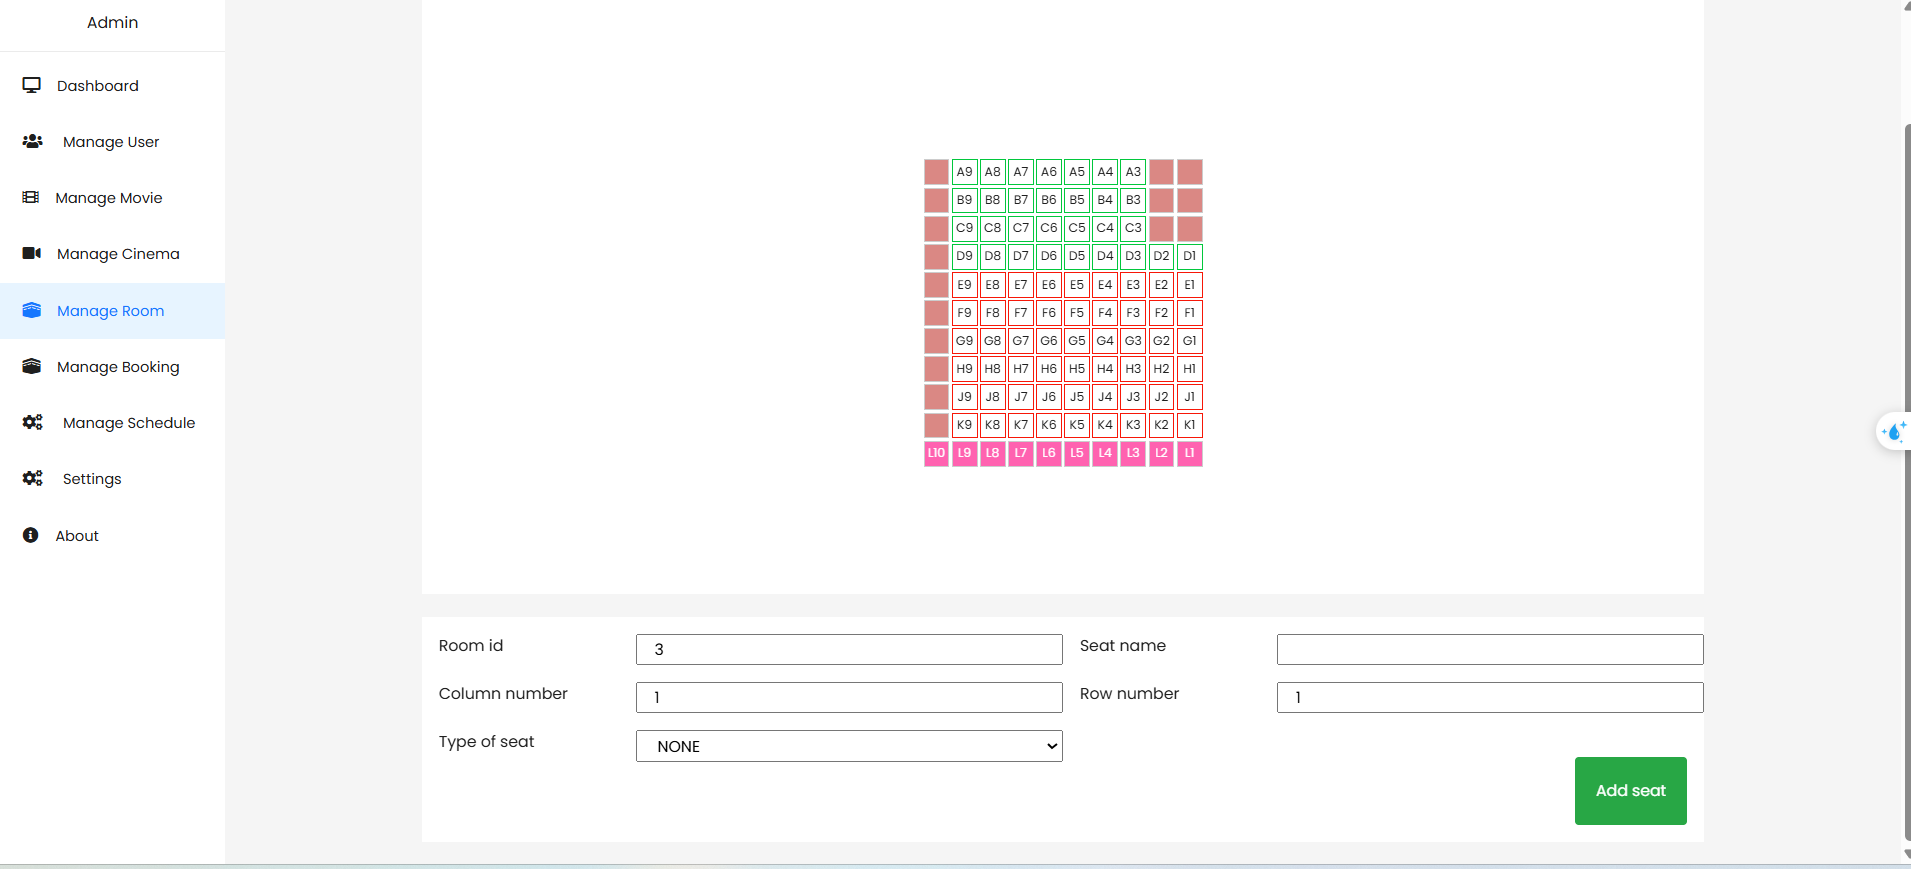 Admin
Dashboard
Manage User
Manage Movie
Manage Cinema
Manage Room
Manage Booking
Manage Schedule
Settings
About
A9 A8 A7 A6 A5 A4 A3
B9 B8 B7 B6 B5 B4 B3
C9 C8 C7 C6 C5 C4 C3
D9 D8 D7 D6 D5 D4 D3 D2 D1
E9 E8 E7 E6 E5 E4 E3 E2 E1
F9 F8 F7 F6 F5 F4 F3 F2 F1
G9 G8 G7 G6 G5 G4 G3 G2 G1
H9 H8 H7 H6 H5 H4 H3 H2 H1
J9 J8 J7 J6 J5 J4 J3 J2 J1
K9 K8 K7 K6 K5 K4 K3 K2 K1
L10 L9 L8 L7 L6 L5 L4 L3 L2 L1
Room id 3 Seat name
Column number 1 Row number 1
Type of seat NONE
Add seat